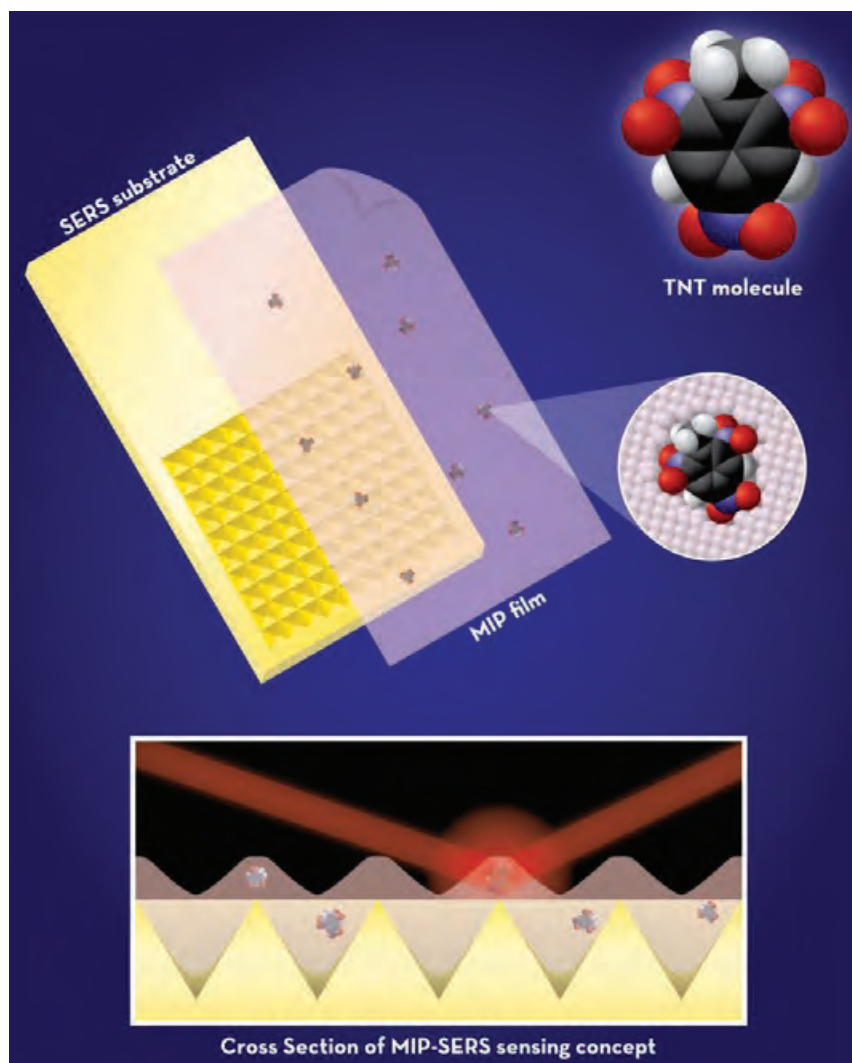 SERS substrate
TNT molecule
MIP film
Cross Section of MIP-SERS sensing concept